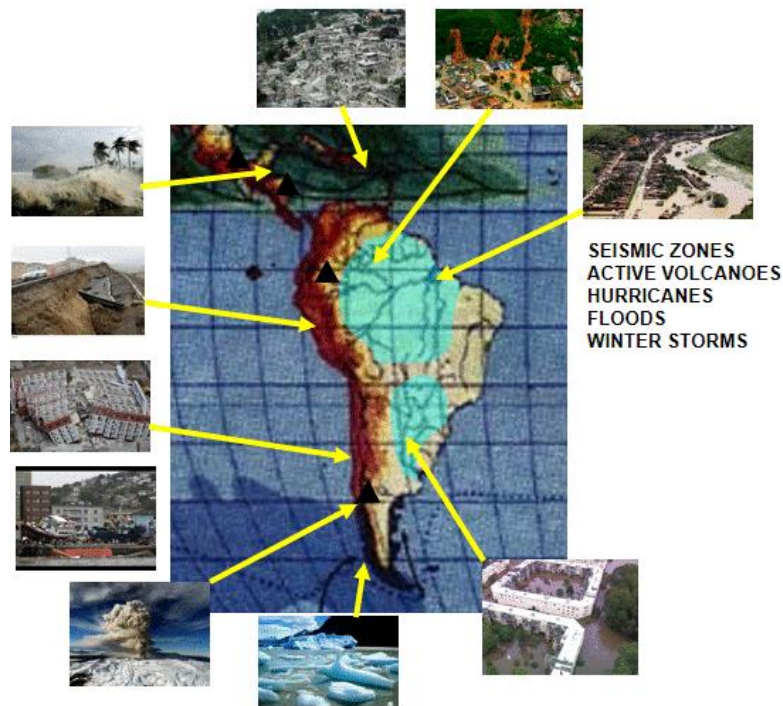 SEISMIC ZONES
ACTIVE VOLCANOES
HURRICANES
FLOODS
WINTER STORMS